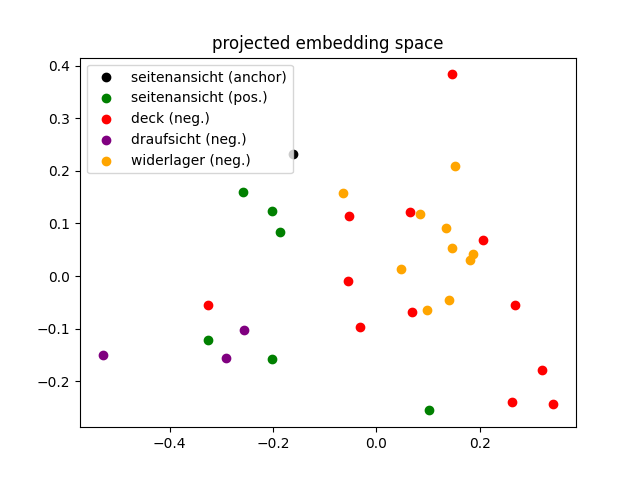 projected embedding space
seitenansicht (anchor)
seitenansicht (pos.)
deck (neg.)
draufsicht (neg.)
widerlager (neg.)
0.4
0.3
0.2
0.1
0.0
−0.1
−0.2
−0.4
−0.2
0.0
0.2